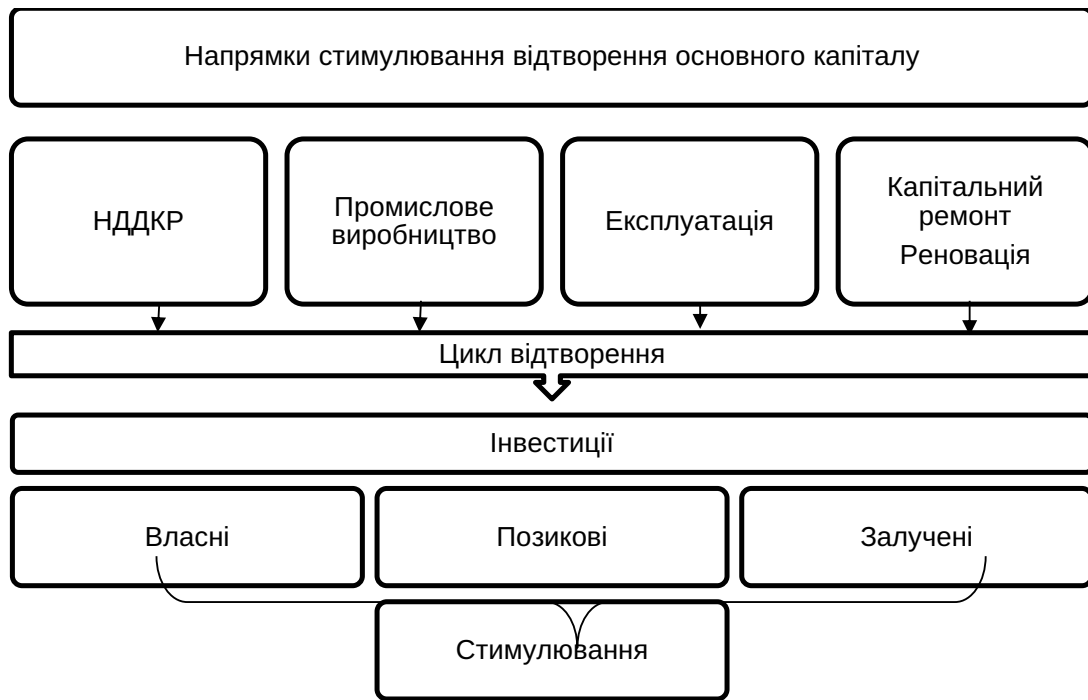 Напрямки стимулювання відтворення основного капіталу
НДДКР
Промислове
виробництво
Експлуатація
Капітальний
ремонт
Реновація
Цикл відтворення
Інвестиції
Власні
Позикові
Залучені
Стимулювання